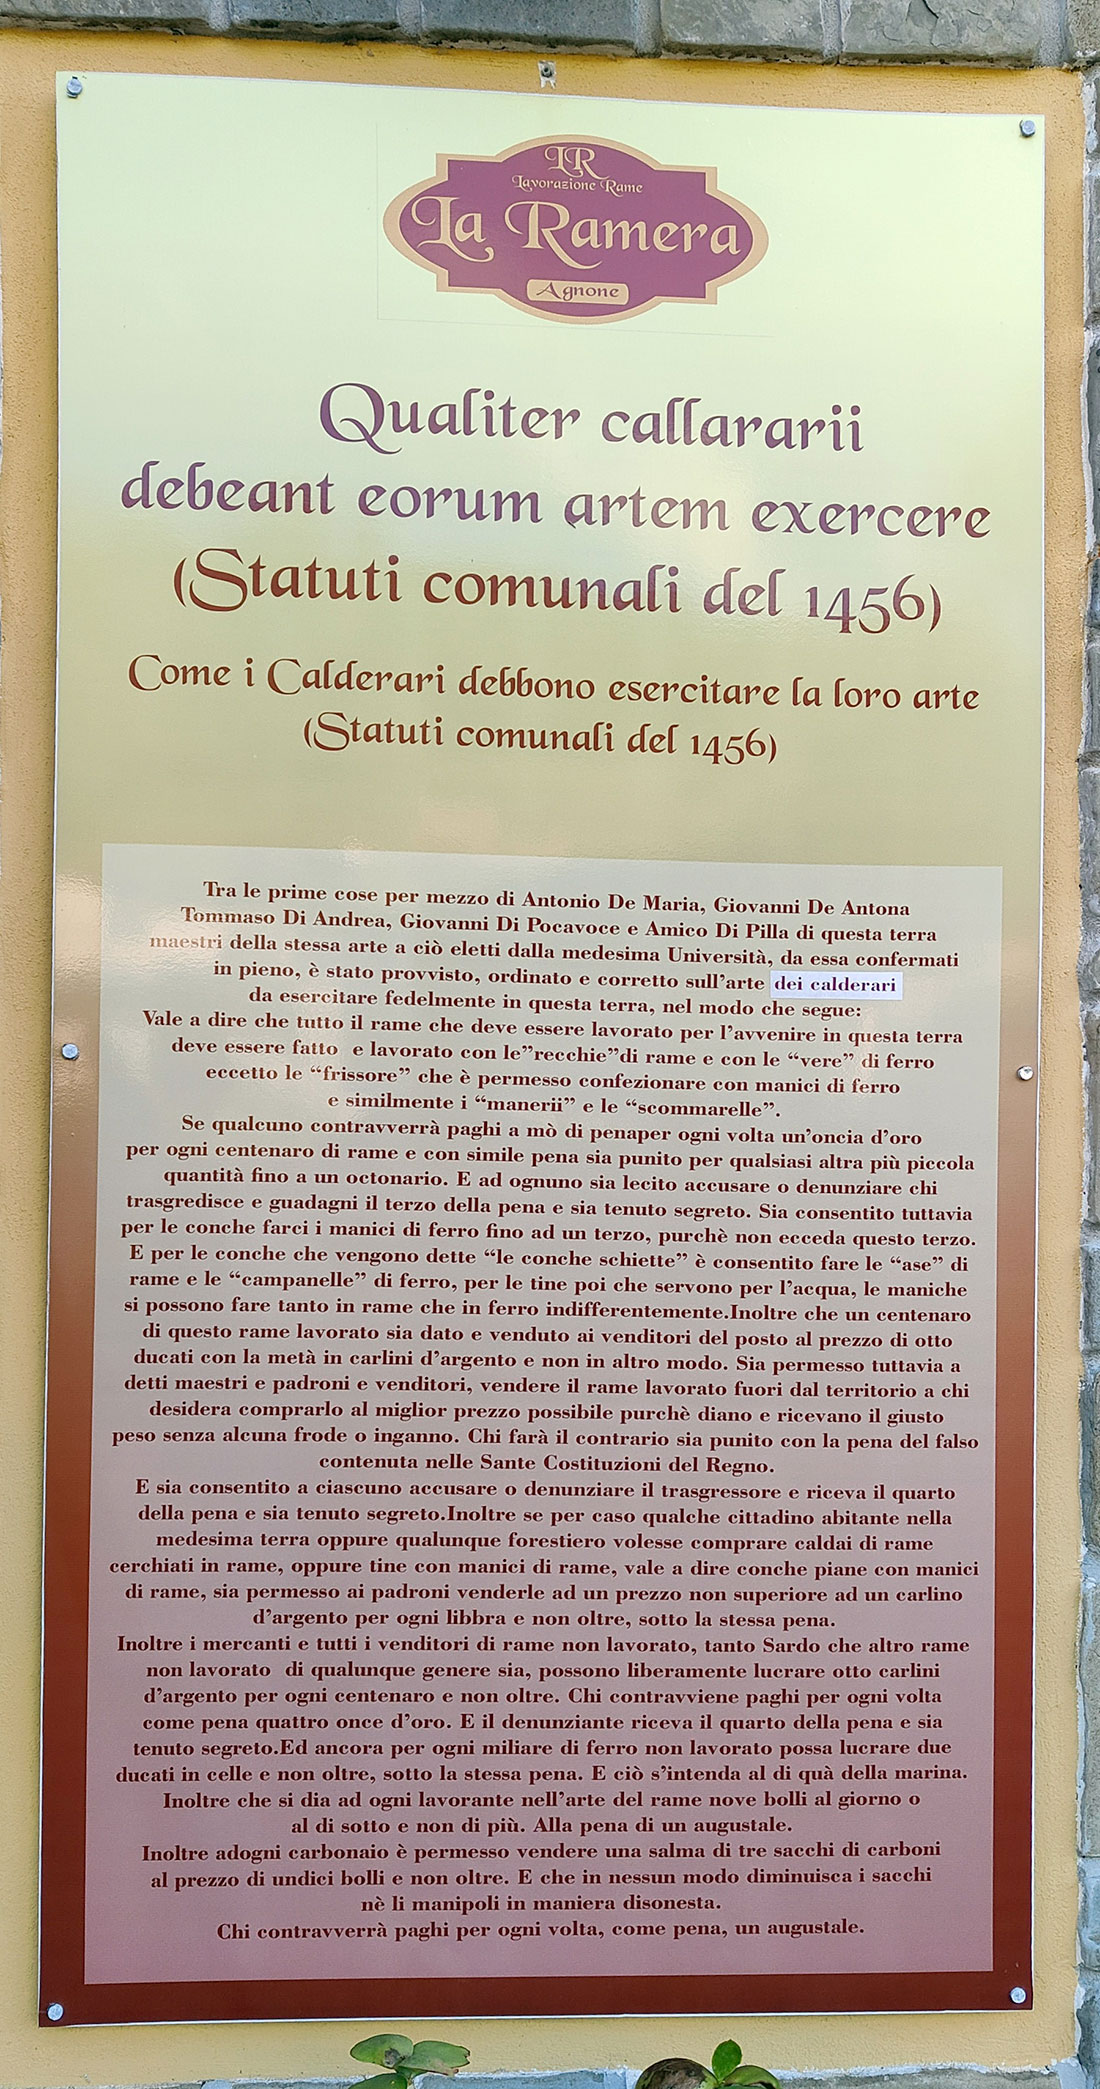 LR
Lavorazione Rame
La Ramera
Agnone
Qualiter callararii
debeant eorum artem exercere
(Statuti comunali del 1456)
Come i Calderari debbono esercitare la loro arte
(Statuti comunali del 1456)
Tra le prime cose per mezzo di Antonio De Maria, Giovanni De Antona
Tommaso Di Andrea, Giovanni Di Pocavoce e Amico Di Pilla di questa terra
maestri della stessa arte a ciò eletti dalla medesima Università, da essa confermati
in pieno, è stato provvisto, ordinato e corretto sull'arte dei calderari
da esercitare fedelmente in questa terra, nel modo che segue:
Vale a dire che tutto il rame che deve essere lavorato per l'avvenire in questa terra
deve essere fatto e lavorato con le"recchie"di rame e con le "vere" di ferro
eccetto le "frissore" che è permesso confezionare con manici di ferro
e similmente i "manerii" e le "scommarelle".
Se qualcuno contravverrà paghi a mò di penaper ogni volta un'oncia d'oro
per ogni centenaro di rame e con simile pena sia punito per qualsiasi altra più piccola
quantità fino a un octonario. E ad ognuno sia lecito accusare o denunziare chi
trasgredisce e guadagni il terzo della pena e sia tenuto segreto. Sia consentito tuttavia
per le conche farci i manici di ferro fino ad un terzo, purchè non ecceda questo terzo.
E per le conche che vengono dette "le conche schiette" è consentito fare le "ase" di
rame e le "campanelle" di ferro, per le tine poi che servono per l'acqua, le maniche
si possono fare tanto in rame che in ferro indifferentemente.Inoltre che un centenaro
di questo rame lavorato sia dato e venduto ai venditori del posto al prezzo di otto
ducati con la metà in carlini d'argento e non in altro modo. Sia permesso tuttavia a
detti maestri e padroni e venditori, vendere il rame lavorato fuori dal territorio a chi
desidera comprarlo al miglior prezzo possibile purchè diano e ricevano il giusto
peso senza alcuna frode o inganno. Chi farà il contrario sia punito con la pena del falso
contenuta nelle Sante Costituzioni del Regno.
E sia consentito a ciascuno accusare o denunziare il trasgressore e riceva il quarto
della pena e sia tenuto segreto.Inoltre se per caso qualche cittadino abitante nella
medesima terra oppure qualunque forestiero volesse comprare caldai di rame
cerchiati in rame, oppure tine con manici di rame, vale a dire conche piane con manici
di rame, sia permesso ai padroni venderle ad un prezzo non superiore ad un carlino
d'argento per ogni libbra e non oltre, sotto la stessa pena.
Inoltre i mercanti e tutti i venditori di rame non lavorato, tanto Sardo che altro rame
non lavorato di qualunque genere sia, possono liberamente lucrare otto carlini
d'argento per ogni centenaro e non oltre. Chi contravviene paghi per ogni volta
come pena quattro once d'oro. E il denunziante riceva il quarto della pena e sia
tenuto segreto.Ed ancora per ogni miliare di ferro non lavorato possa lucrare due
ducati in celle e non oltre, sotto la stessa pena. E ciò s'intenda al di quà della marina.
Inoltre che si dia ad ogni lavorante nell'arte del rame nove bolli al giorno o
al di sotto e non di più. Alla pena di un augustale.
Inoltre adogni carbonaio è permesso vendere una salma di tre sacchi di carboni
al prezzo di undici bolli e non oltre. E che in nessun modo diminuisca i sacchi
nè li manipoli in maniera disonesta.
Chi contravverrà paghi per ogni volta, come pena, un augustale.